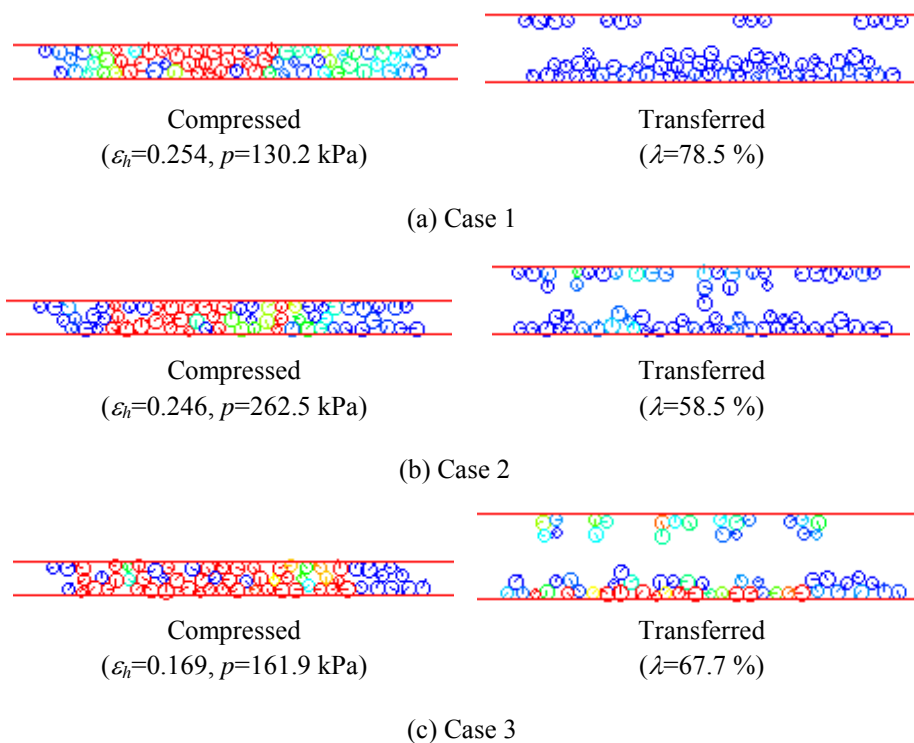 Compressed
Transferred
(εh=0.254, p=130.2 kPa)
(λ=78.5 %)
(a) Case 1
Compressed
Transferred
(εh=0.246, p=262.5 kPa)
(λ=58.5 %)
(b) Case 2
Compressed
Transferred
(εh=0.169, p=161.9 kPa)
(λ=67.7 %)
(c) Case 3